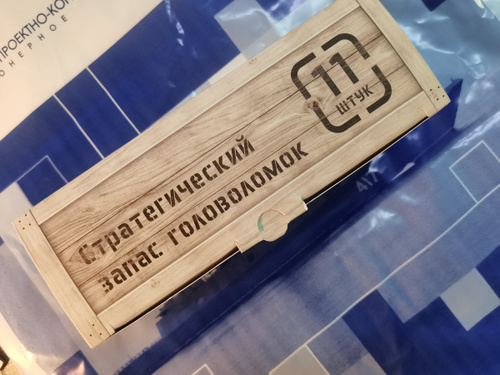 ПРОЕКТНО-КО
ОНЕРНОЕ
11
ШТУК
Стратегический
запас головоломок